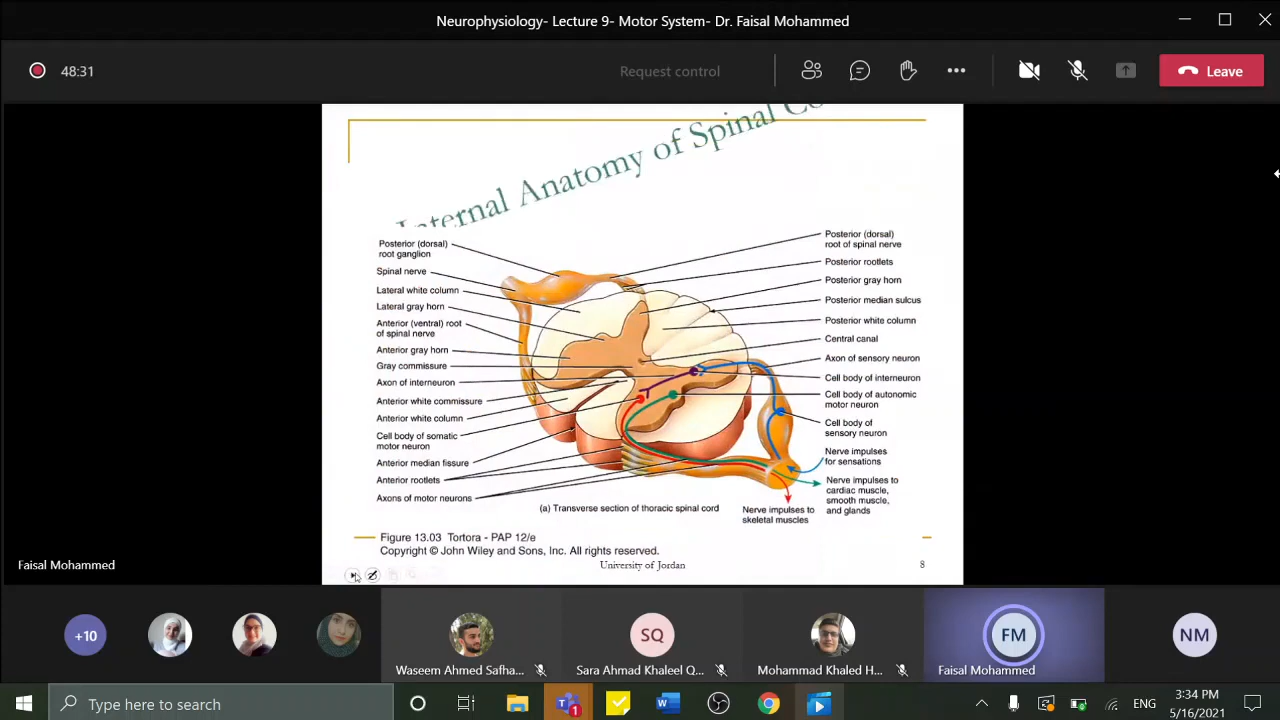 Neurophysiology- Lecture 9- Motor System- Dr. Faisal Mohammed
48:31
Request control
Leave
Internal Anatomy of Spinal
Posterior (dorsal)
root ganglion
Spinal nerve
Lateral white column
Lateral gray horn
Anterior (ventral) root
of spinal nerve
Anterior gray horn
Gray commissure
Axon of interneuron
Anterior white commissure
Anterior white column
Cell body of somatic
motor neuron
Anterior median fissure
Anterior rootlets
Axons of motor neurons
Posterior (dorsal)
root of spinal nerve
Posterior rootlets
Posterior gray horn
Posterior median sulcus
Posterior white column
Central canal
Axon of sensory neuron
Cell body of interneuron
Cell body of autonomic
motor neuron
Cell body of
sensory neuron
Nerve impulses
for sensations
Nerve impulses to
cardiac muscle,
smooth muscle,
and glands
Nerve impulses to
skeletal muscles
(a) Transverse section of thoracic spinal cord
Figure 13.03 Tortora - PAP 12/e
Copyright © John Wiley and Sons, Inc. All rights reserved.
University of Jordan
8
Faisal Mohammed
+10
SQ
FM
NM
Waseem Ahmed Safha...
Sara Ahmad Khaleel Q...
Mohammad Khaled H...
Faisal Mohammed
Type here to search
1
ENG
3:34 PM
5/16/2021